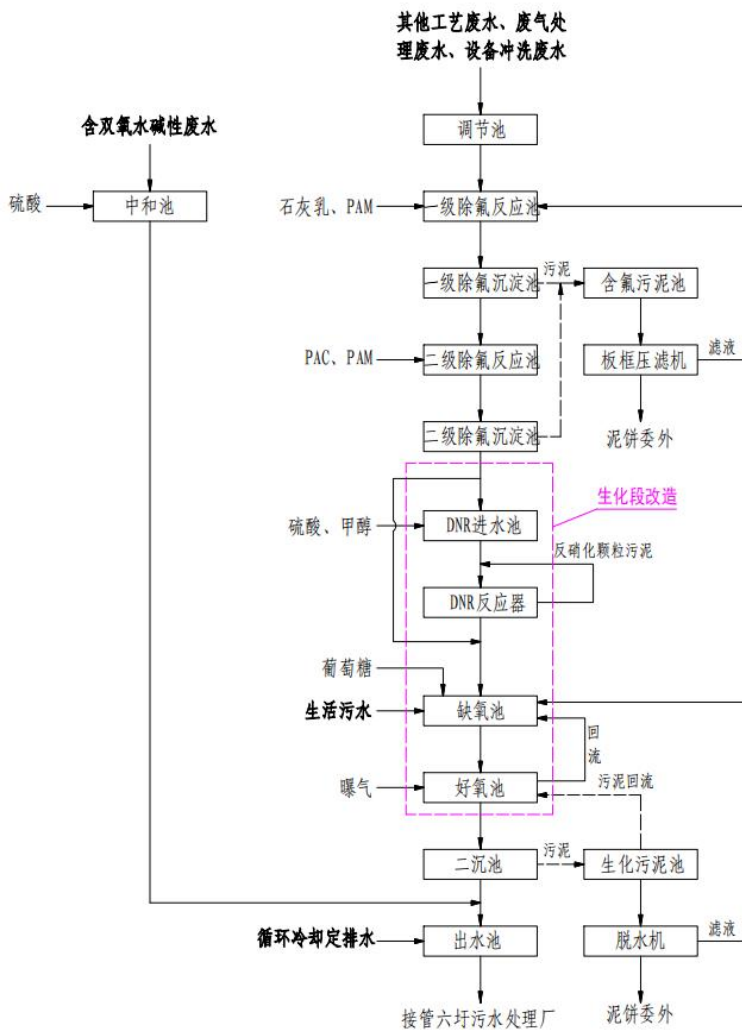 其他工艺废水、废气处
理废水、设备冲洗废水
含双氧水碱性废水
调节池
硫酸
中和池
石灰乳、PAM
一级除氟反应池
一级除氟沉淀池
污泥
含氟污泥池
PAC、PAM
二级除氟反应池
板框压滤机
滤液
二级除氟沉淀池
泥饼委外
生化段改造
硫酸、甲醇
DNR进水池
反硝化颗粒污泥
DNR反应器
葡萄糖
生活污水
缺氧池
回
流
曝气
好氧池
污泥回流
二沉池
污泥
生化污泥池
循环冷却定排水
出水池
脱水机
滤液
接管六圩污水处理厂
泥饼委外